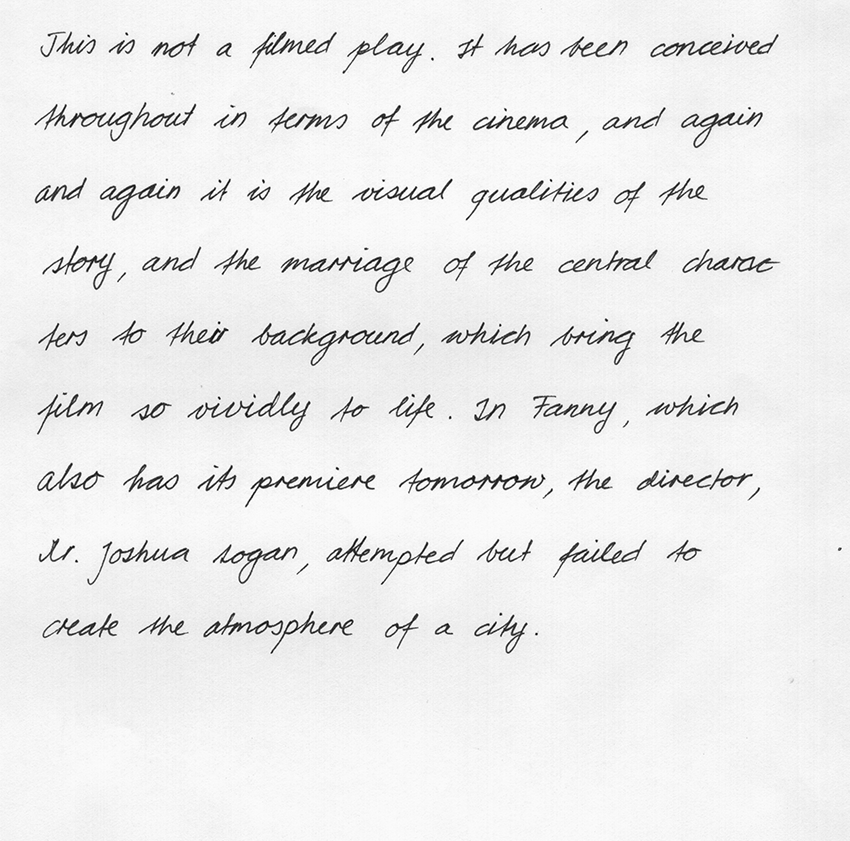 This is not a filmed play. It has been conceived
throughout in terms of the cinema, and again
and again it is the visual qualities of the
story, and the marriage of the central charac
ters to their background, which bring the
film so vividly to life. In Fanny, which
also has its premiere tomorrow, the director,
Mr. Joshua Logan, attempted but failed to
create the atmosphere of a city.